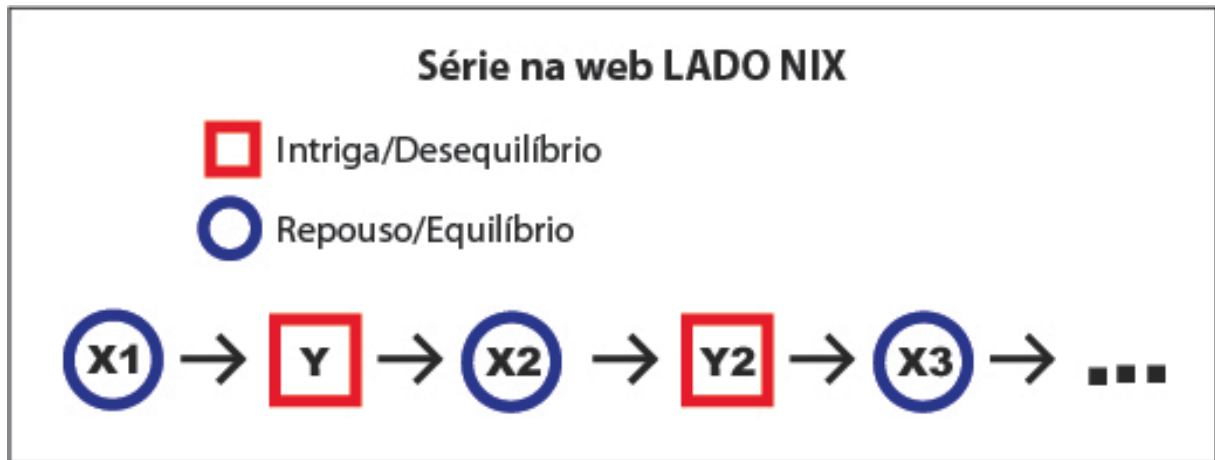 Série na web LADO NIX
Intriga/Desequilíbrio
Repouso/Equilíbrio
X1 → Y → X2 → Y2 → X3 → ...